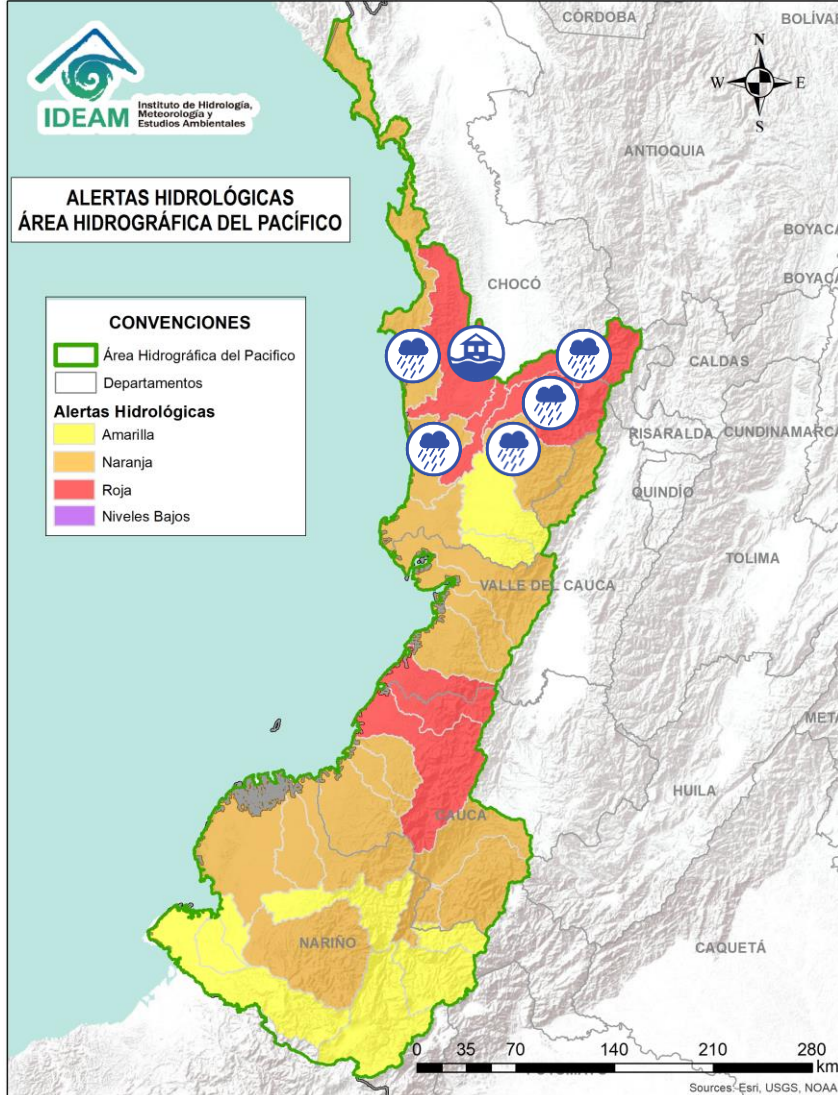 CÓRDOBA
BOLÍVAR
IDEAM
Instituto de Hidrología,
Meteorología y
Estudios Ambientales
N
W
E
S
ANTIOQUIA
ALERTAS HIDROLÓGICAS
ÁREA HIDROGRÁFICA DEL PACÍFICO
BOYACÁ
BOYACÁ
CHOCÓ
CONVENCIONES
Área Hidrográfica del Pacifico
Departamentos
Alertas Hidrológicas
Amarilla
Naranja
Roja
Niveles Bajos
CALDAS
RISARALDA
CUNDINAMARCA
QUINDÍO
TOLIMA
VALLE DEL CAUCA
META
HUILA
CAUCA
NARIÑO
CAQUETÁ
0 35 70 140 210 280
km
Sources: Esri, USGS, NOAA